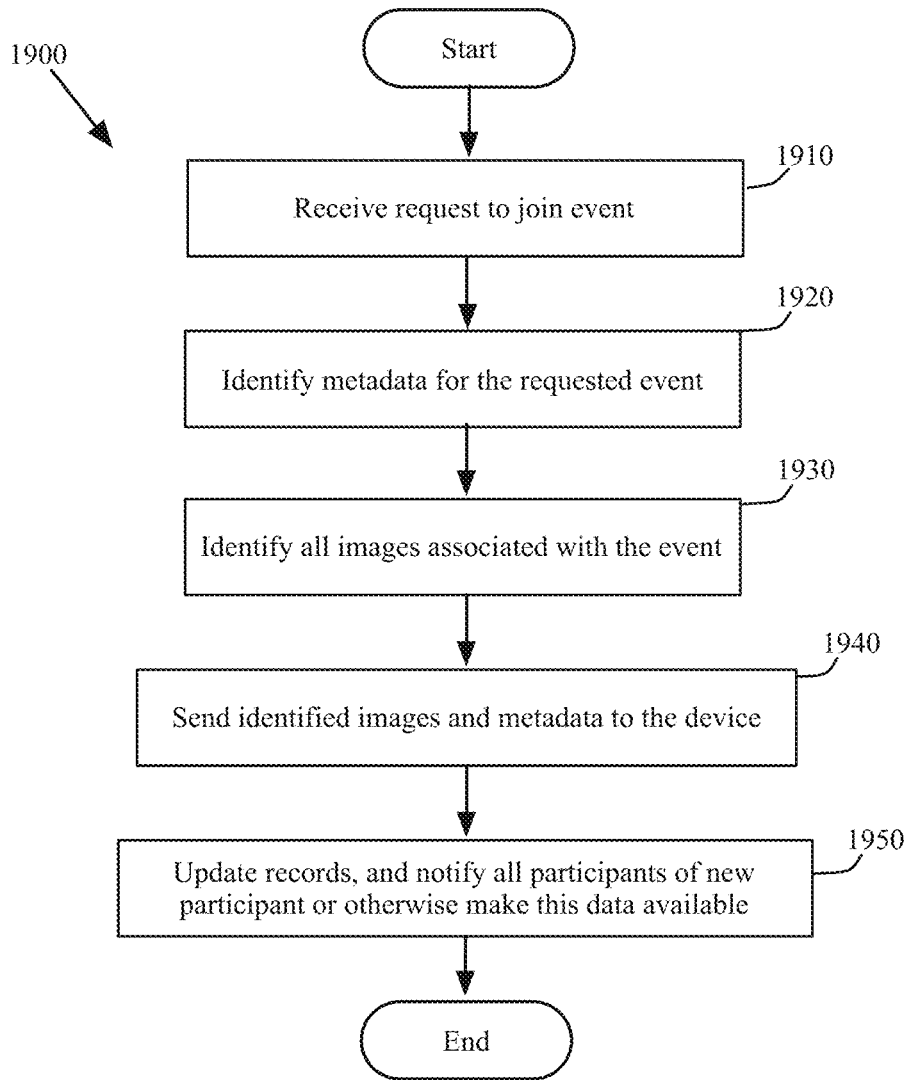 Start
1900
1910
Receive request to join event
1920
Identify metadata for the requested event
1930
Identify all images associated with the event
1940
Send identified images and metadata to the device
1950
Update records, and notify all participants of new
participant or otherwise make this data available
End